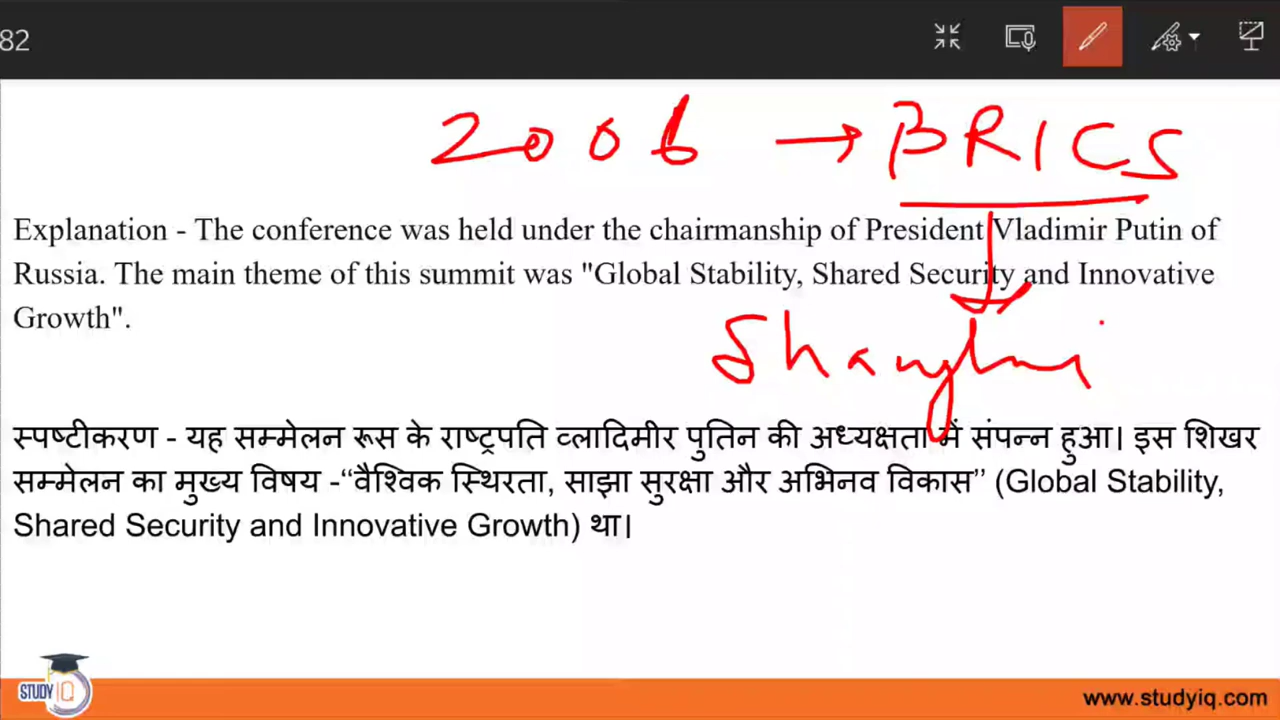 82
2006 → BRICS
Explanation - The conference was held under the chairmanship of President Vladimir Putin of
Russia. The main theme of this summit was "Global Stability, Shared Security and Innovative
Growth".
Shanghai
स्पष्टीकरण - यह सम्मेलन रूस के राष्ट्रपति व्लादिमीर पुतिन की अध्यक्षता में संपन्न हुआ। इस शिखर
सम्मेलन का मुख्य विषय -“वैश्विक स्थिरता, साझा सुरक्षा और अभिनव विकास” (Global Stability,
Shared Security and Innovative Growth) था।
STUDY IQ
www.studyiq.com